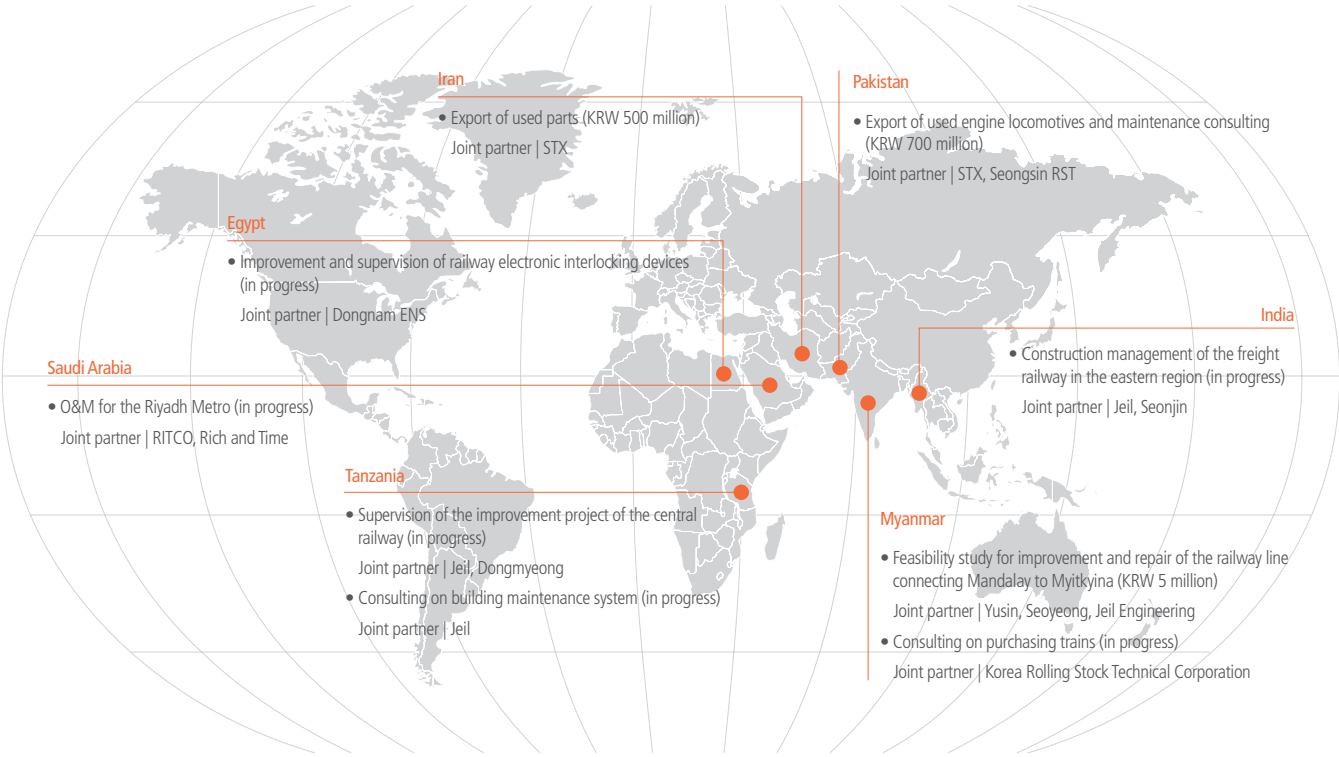 Iran
• Export of used parts (KRW 500 million)
Joint partner | STX
Pakistan
• Export of used engine locomotives and maintenance consulting
(KRW 700 million)
Joint partner | STX, Seongsin RST
Egypt
• Improvement and supervision of railway electronic interlocking devices
(in progress)
Joint partner | Dongnam ENS
India
• Construction management of the freight
railway in the eastern region (in progress)
Joint partner | Jeil, Seonjin
Saudi Arabia
• O&M for the Riyadh Metro (in progress)
Joint partner | RITCO, Rich and Time
Tanzania
• Supervision of the improvement project of the central
railway (in progress)
Joint partner | Jeil, Dongmyeong
• Consulting on building maintenance system (in progress)
Joint partner | Jeil
Myanmar
• Feasibility study for improvement and repair of the railway line
connecting Mandalay to Myitkyina (KRW 5 million)
Joint partner | Yusin, Seoyeong, Jeil Engineering
• Consulting on purchasing trains (in progress)
Joint partner | Korea Rolling Stock Technical Corporation